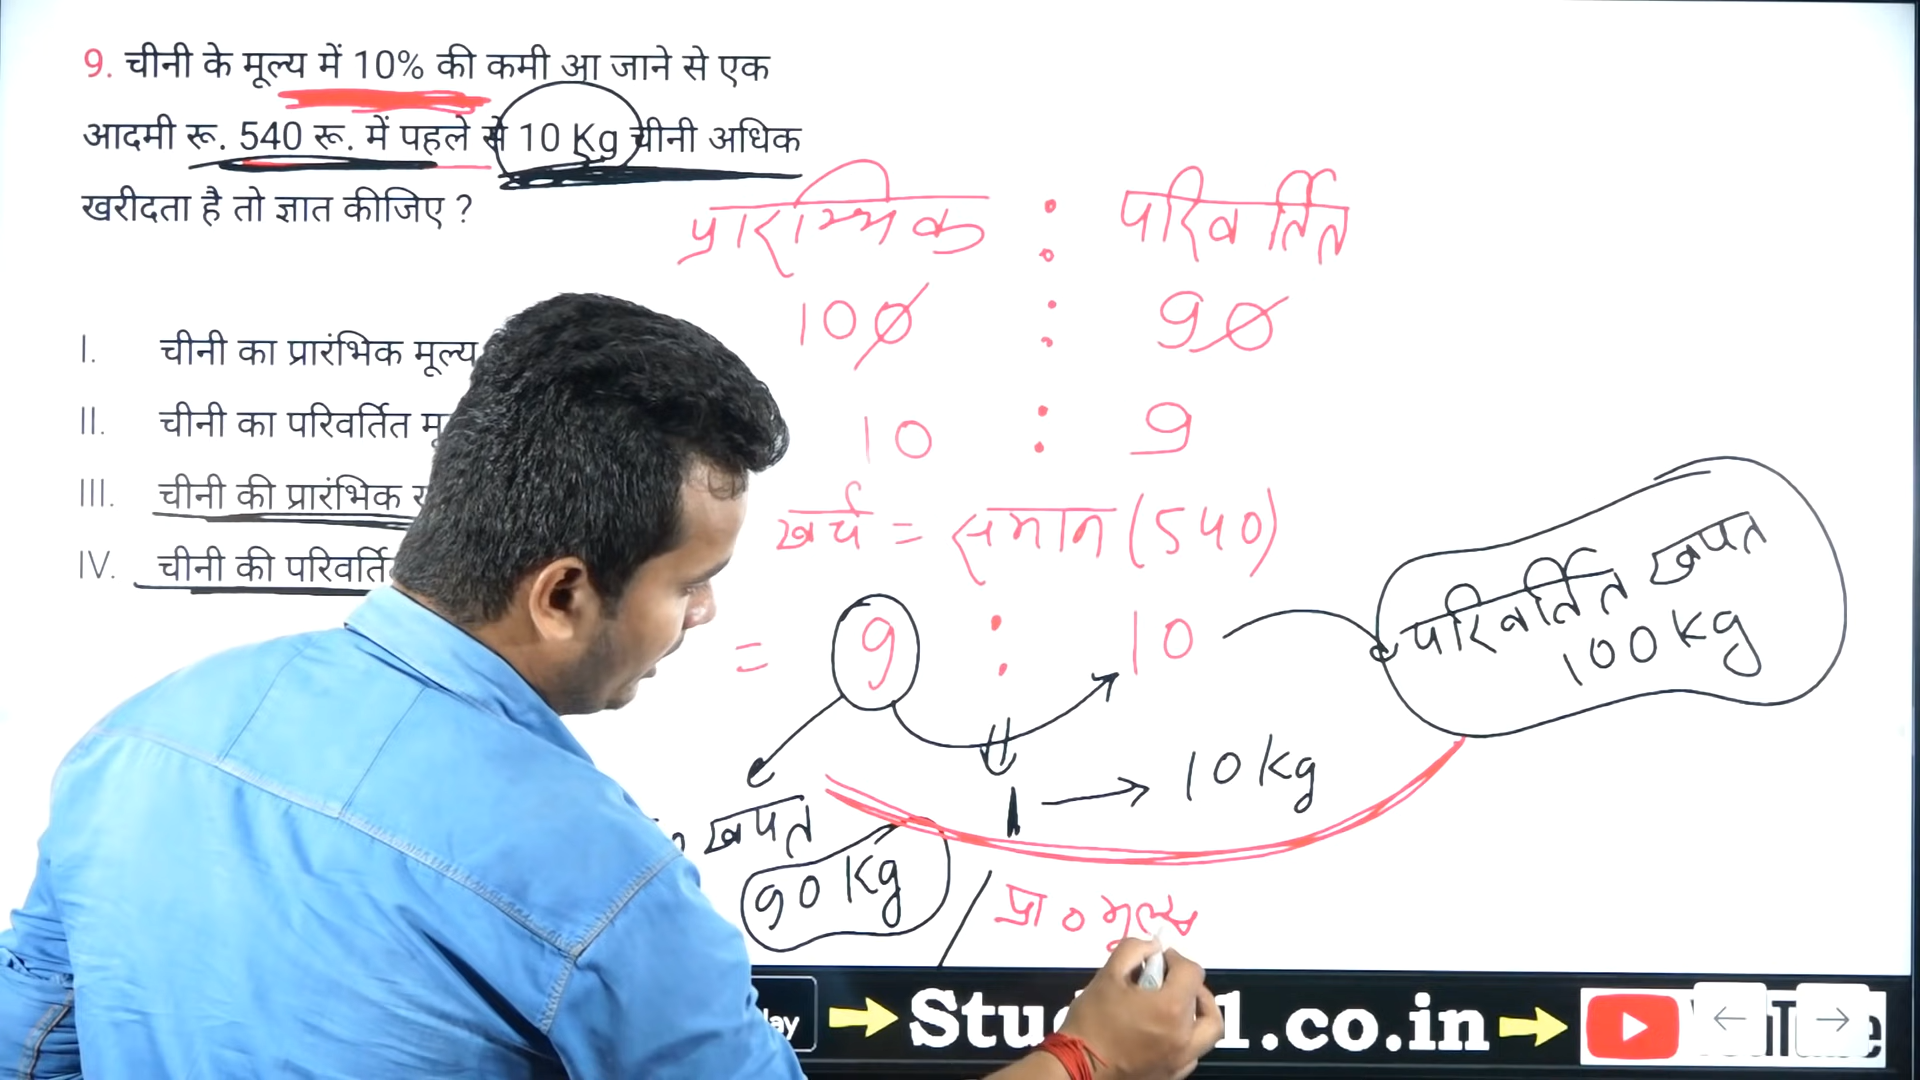 9. चीनी के मूल्य में 10% की कमी आ जाने से एक
आदमी रू. 540 रू. में पहले से 10 Kg चीनी अधिक
खरीदता है तो ज्ञात कीजिए ?
I. चीनी का प्रारंभिक मूल्य
II. चीनी का परिवर्तित
III. चीनी की प्रारंभिक
IV. चीनी की
प्रारम्भिक : परिवर्तित
100 : 90
10 : 9
खर्च = समान (540)
= 9 : 10
परिवर्तित खपत
100 kg
1 → 10 kg
खपत
90 kg
प्रा० मूल्य
→ Stu 1.co.in →